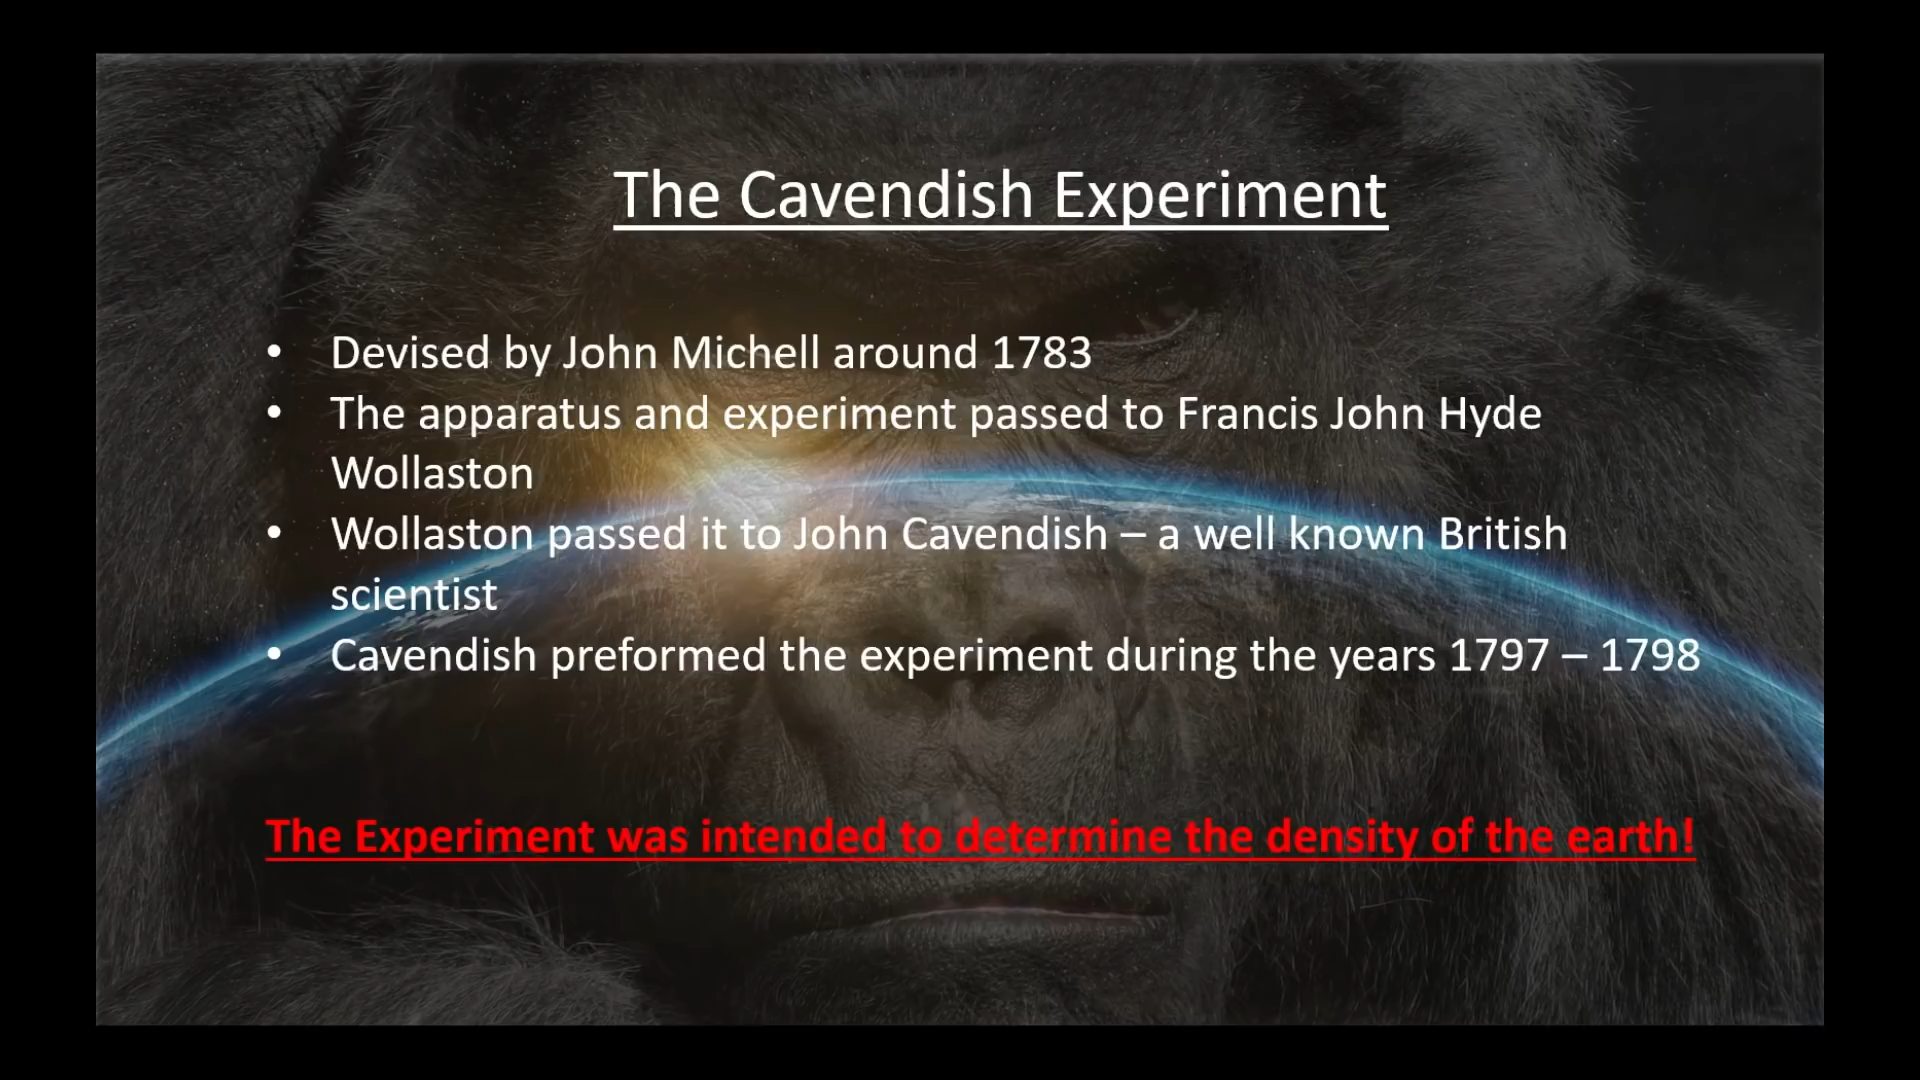 The Cavendish Experiment
• Devised by John Michell around 1783
• The apparatus and experiment passed to Francis John Hyde
Wollaston
• Wollaston passed it to John Cavendish – a well known British
scientist
• Cavendish preformed the experiment during the years 1797 – 1798
The Experiment was intended to determine the density of the earth!